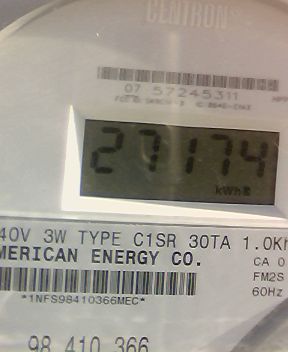 CENTRON
07 57245311
27174
kWh
40V 3W TYPE C1SR 30TA 1.0Kh
MERICAN ENERGY CO.
CA 0
FM2S
60Hz
*1NFS98410366MEC*
98 410 366